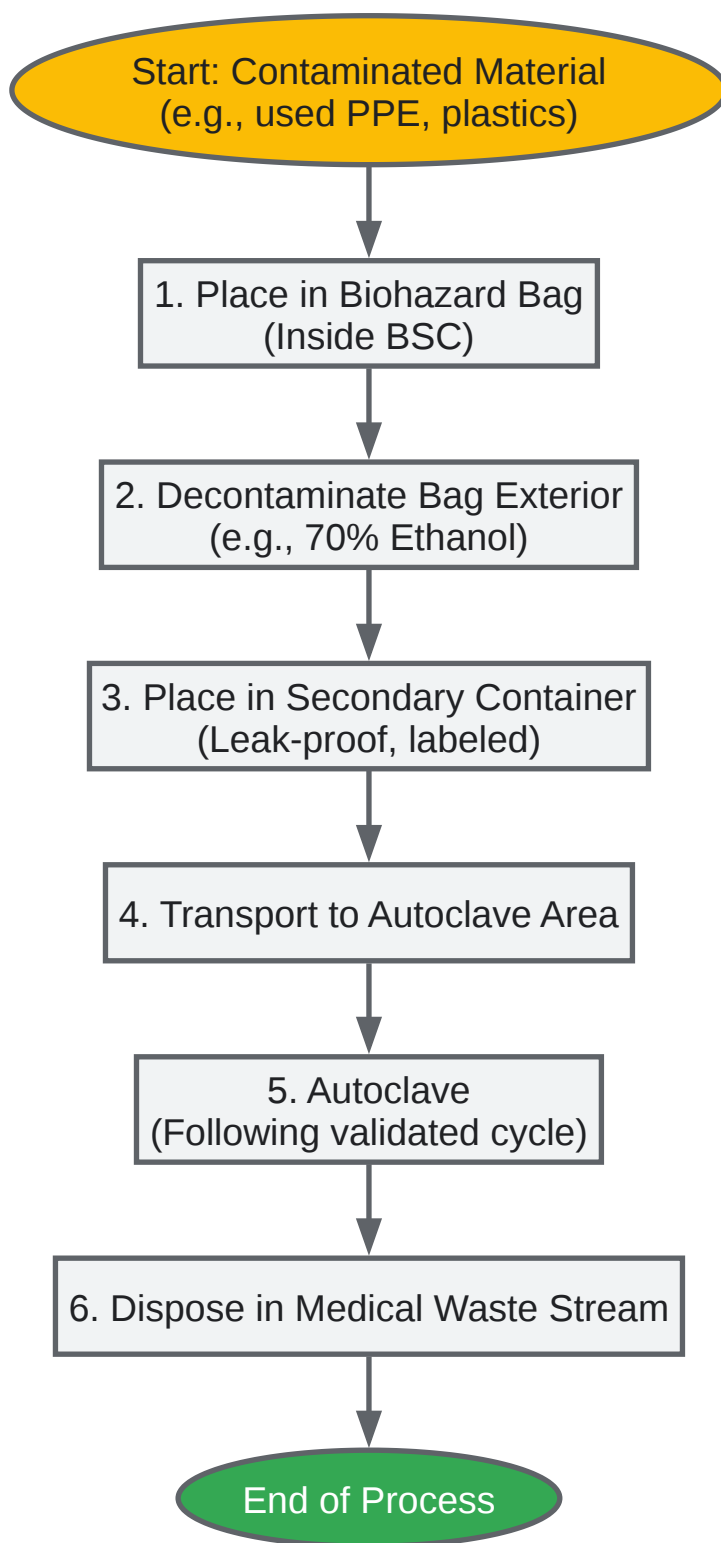 Start: Contaminated Material
(e.g., used PPE, plastics)
1. Place in Biohazard Bag
(Inside BSC)
2. Decontaminate Bag Exterior
(e.g., 70% Ethanol)
3. Place in Secondary Container
(Leak-proof, labeled)
4. Transport to Autoclave Area
5. Autoclave
(Following validated cycle)
6. Dispose in Medical Waste Stream
End of Process